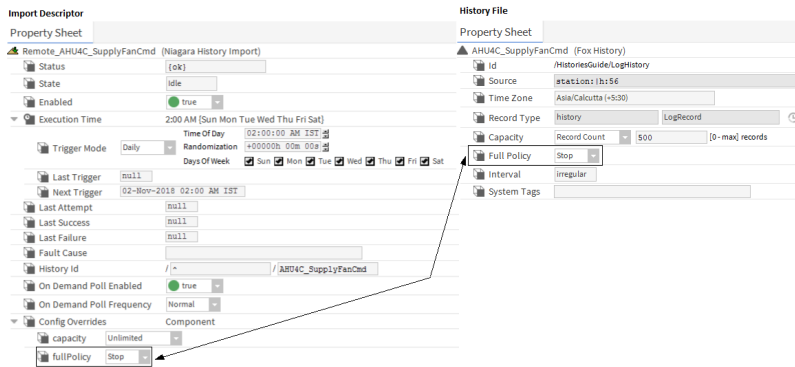 Import Descriptor
Property Sheet
Remote_AHU4C_SupplyFanCmd (Niagara History Import)
Status {ok}
State Idle
Enabled true
Execution Time 2:00 AM {Sun Mon Tue Wed Thu Fri Sat}
Trigger Mode Daily
Time Of Day 02:00:00 AM IST
Randomization +00000h 00m 00s
Days Of Week Sun Mon Tue Wed Thu Fri Sat
Last Trigger null
Next Trigger 02-Nov-2018 02:00 AM IST
Last Attempt null
Last Success null
Last Failure null
Fault Cause
History Id / ^ / AHU4C_SupplyFanCmd
On Demand Poll Enabled true
On Demand Poll Frequency Normal
Config Overrides Component
capacity Unlimited
fullPolicy Stop
History File
Property Sheet
AHU4C_SupplyFanCmd (Fox History)
Id /HistoriesGuide/LogHistory
Source station:|h:56
Time Zone Asia/Calcutta (+5:30)
Record Type history LogRecord
Capacity Record Count 500 [0 - max] records
Full Policy Stop
Interval irregular
System Tags